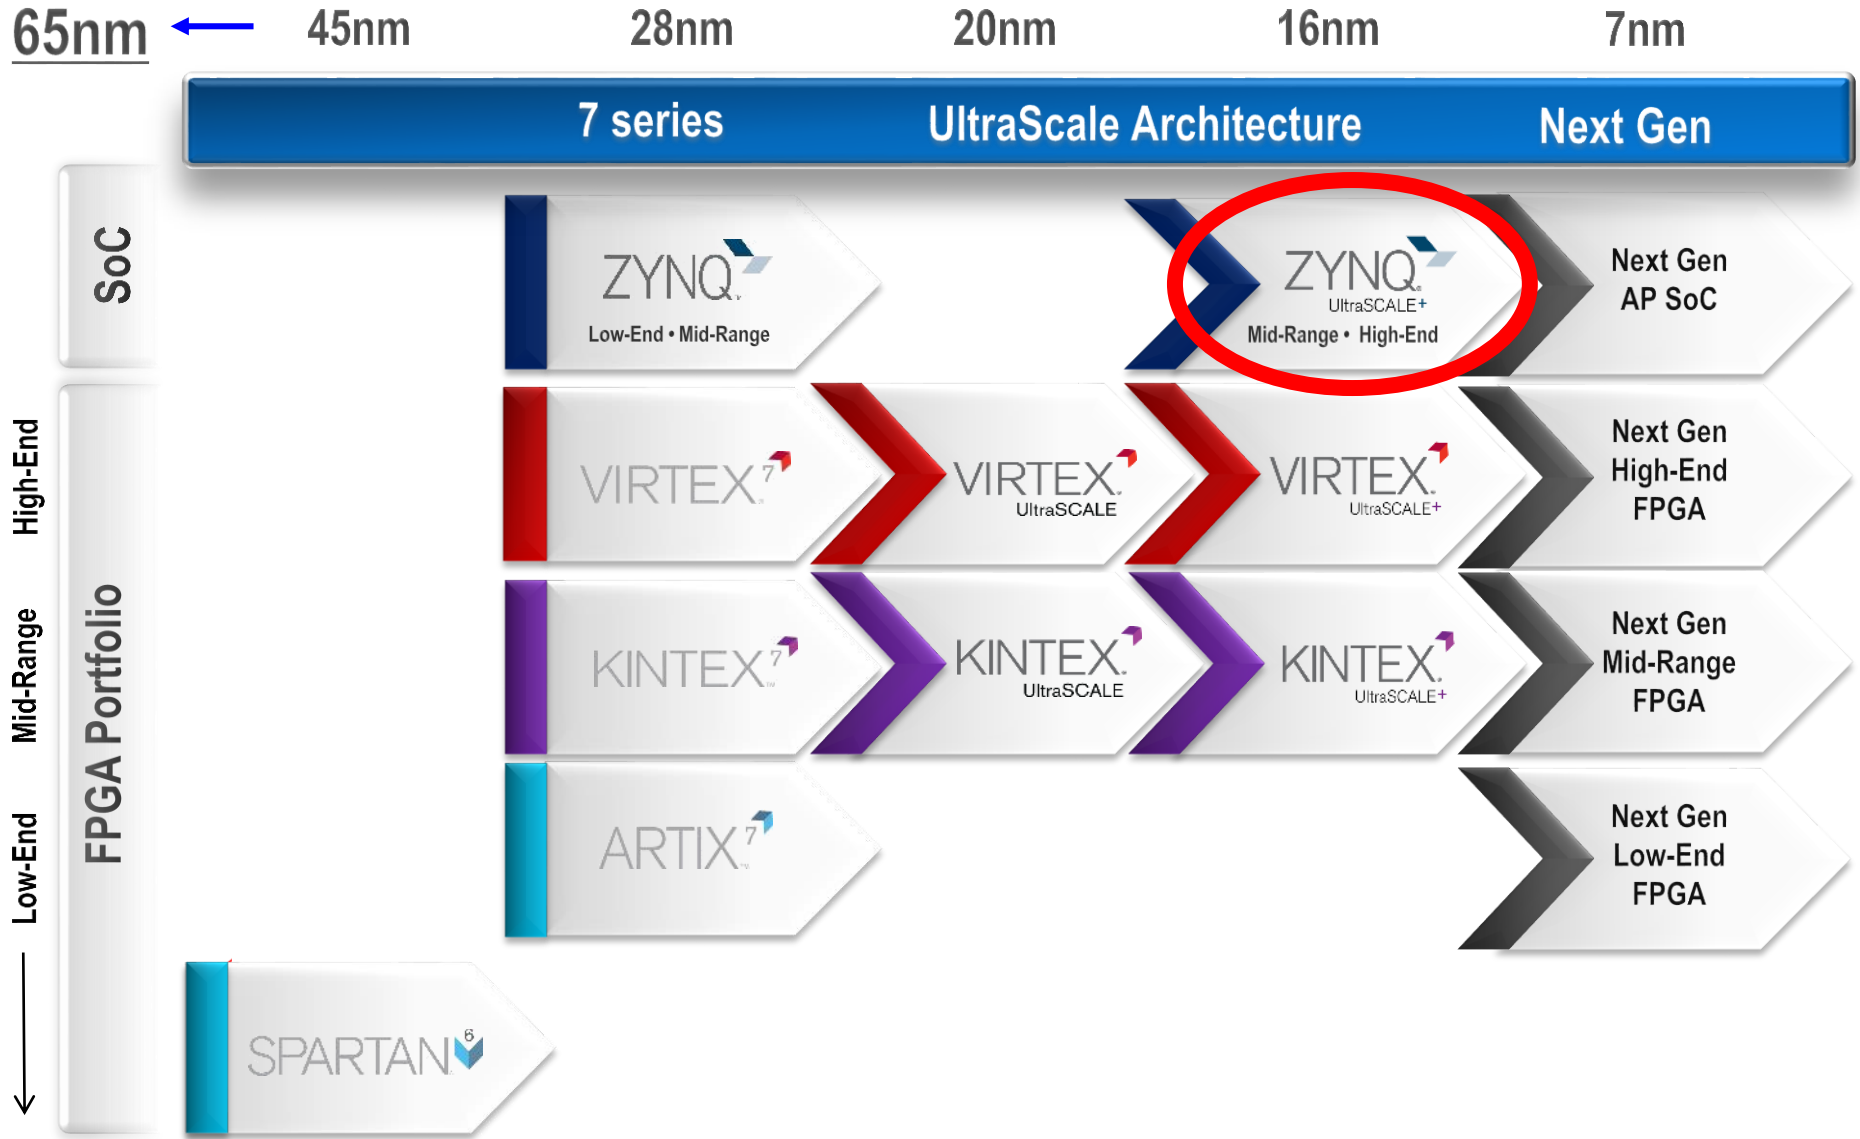 65nm
45nm
28nm
20nm
16nm
7nm
7 series
UltraScale Architecture
Next Gen
SoC
ZYNQ
Low-End • Mid-Range
ZYNQ
UltraSCALE+
Mid-Range • High-End
Next Gen
AP SoC
High-End
Mid-Range
Low-End
FPGA Portfolio
VIRTEX 7
VIRTEX
UltraSCALE
VIRTEX
UltraSCALE+
Next Gen
High-End
FPGA
KINTEX 7
KINTEX
UltraSCALE
KINTEX
UltraSCALE+
Next Gen
Mid-Range
FPGA
ARTIX 7
Next Gen
Low-End
FPGA
SPARTAN 6